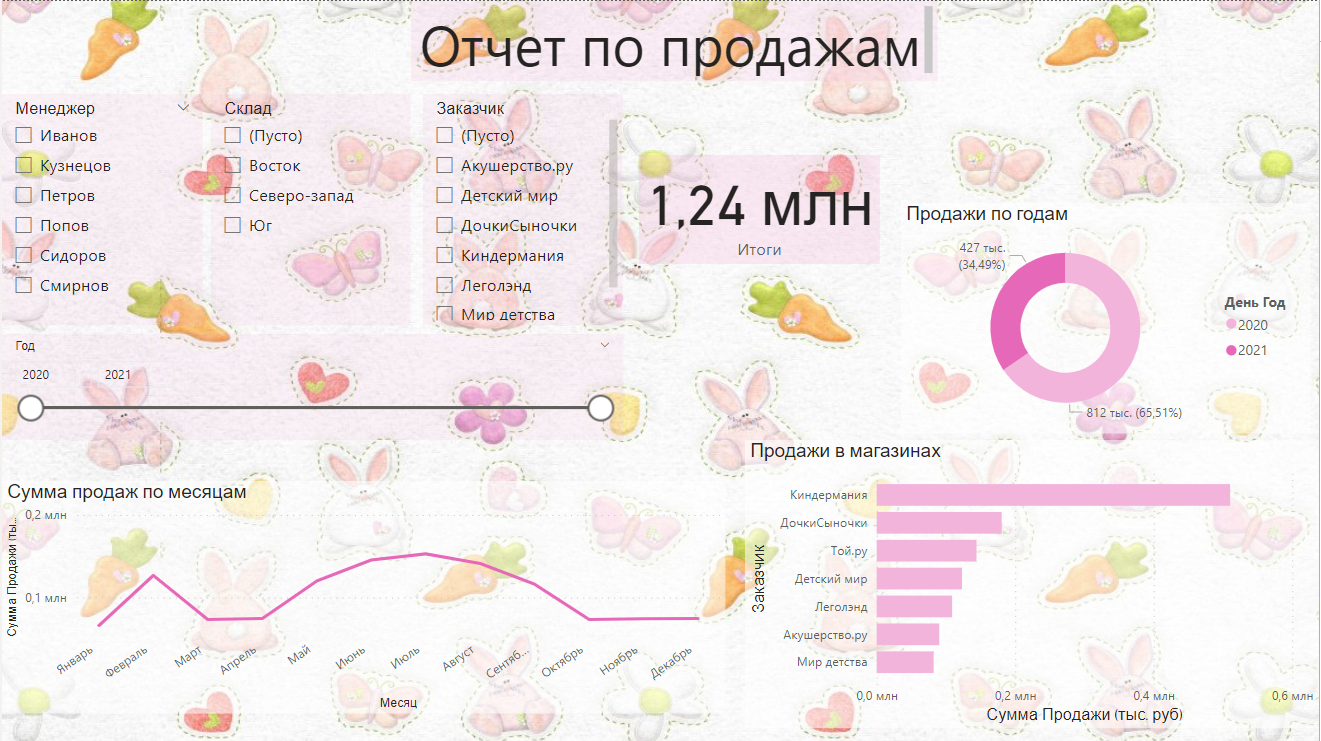 Отчет по продажам
Менеджер
Иванов
Кузнецов
Петров
Попов
Сидоров
Смирнов
Склад
(Пусто)
Восток
Северо-запад
Юг
Заказчик
(Пусто)
Акушерство.ру
Детский мир
ДочкиСыночки
Киндермания
Леголэнд
Мир детства
1,24 млн
Итоги
Год
2020 2021
Продажи по годам
427 тыс.
(34,49%)
812 тыс. (65,51%)
День Год
2020
2021
Сумма продаж по месяцам
Сумма Продажи (ты...
0,2 млн
0,1 млн
Январь
Февраль
Март
Апрель
Май
Июнь
Июль
Август
Сентяб...
Октябрь
Ноябрь
Декабрь
Месяц
Продажи в магазинах
Заказчик
Киндермания
ДочкиСыночки
Той.ру
Детский мир
Леголэнд
Акушерство.ру
Мир детства
0,0 млн 0,2 млн 0,4 млн 0,6 млн
Сумма Продажи (тыс. руб)